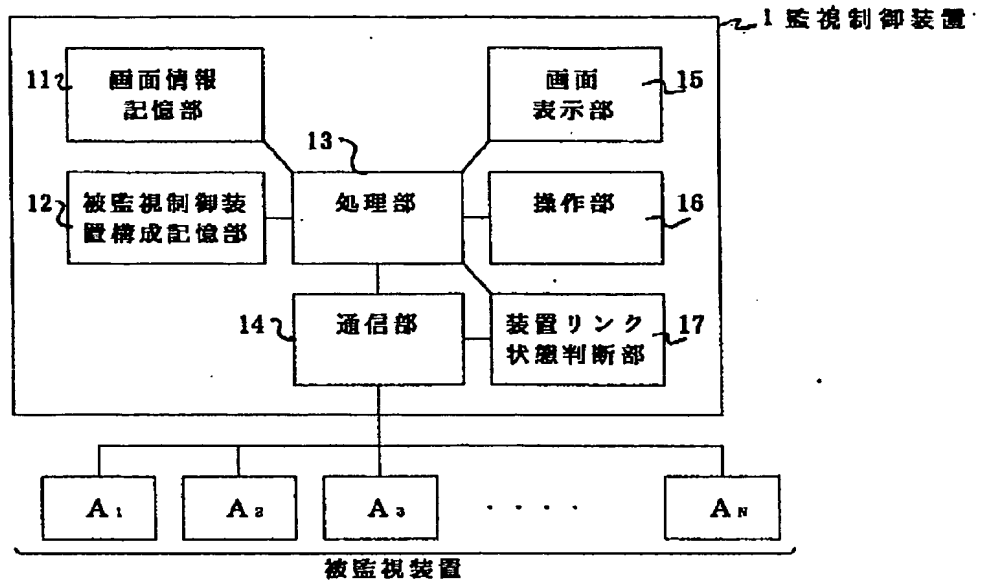 1 監視制御装置
11
画面情報
記憶部
画面
表示部
15
13
12
被監視制御装
置構成記憶部
処理部
操作部
16
14
通信部
装置リンク
状態判断部
17
A1
A2
A3
・・・・
AN
被監視装置